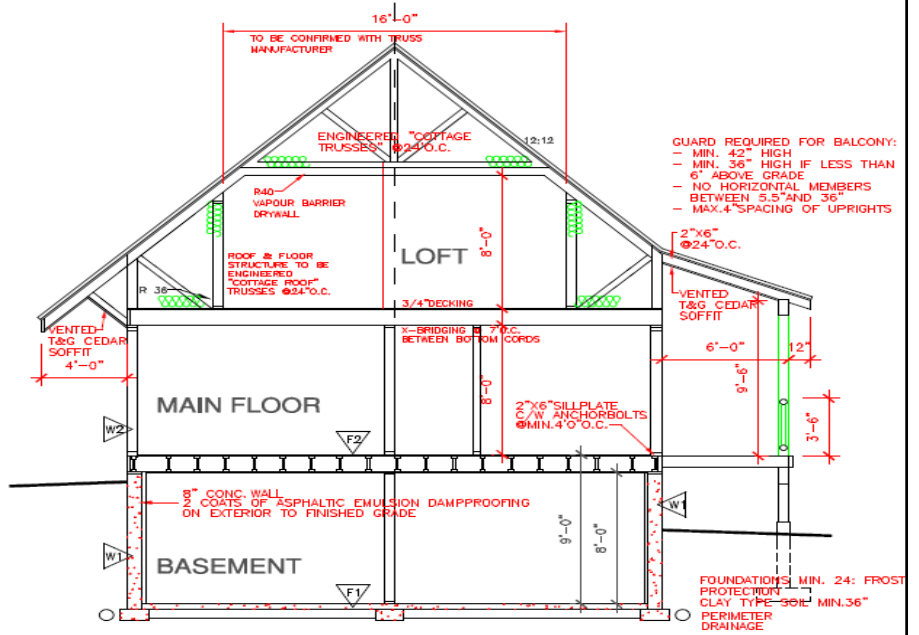 16'-0"
TO BE CONFIRMED WITH TRUSS
MANUFACTURER
ENGINEERED "COTTAGE
TRUSSES" @24"O.C.
12:12
GUARD REQUIRED FOR BALCONY:
- MIN. 42" HIGH
- MIN. 36" HIGH IF LESS THAN
6' ABOVE GRADE
- NO HORIZONTAL MEMBERS
BETWEEN 5.5"AND 36"
- MAX.4"SPACING OF UPRIGHTS
R40
VAPOUR BARRIER
DRYWALL
2"X6"
@24"O.C.
LOFT
8'-0"
ROOF & FLOOR
STRUCTURE TO BE
ENGINEERED
"COTTAGE ROOF"
TRUSSES @24"O.C.
R 36
3/4"DECKING
VENTED
T&G CEDAR
SOFFIT
VENTED
T&G CEDAR
SOFFIT
4'-0"
X-BRIDGING @ 7'O.C.
BETWEEN BOTTOM CORDS
6'-0"
12"
9'-6"
8'-0"
MAIN FLOOR
2"X6"SILLPLATE
C/W ANCHORBOLTS
@MIN.4'0"O.C.
3'-6"
W2
F2
8" CONC. WALL
2 COATS OF ASPHALTIC EMULSION DAMPPROOFING
ON EXTERIOR TO FINISHED GRADE
W1
9'-0"
8'-0"
W1
BASEMENT
F1
FOUNDATIONS MIN. 24: FROST
PROTECTION
CLAY TYPE SOIL MIN.36"
PERIMETER
DRAINAGE